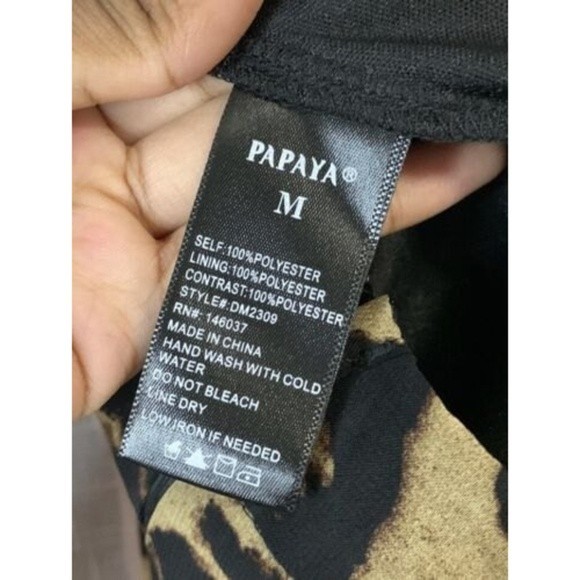 PAPAYA®
M
SELF:100%POLYESTER
LINING:100%POLYESTER
CONTRAST:100%POLYESTER
STYLE#:DM2309
RN#: 146037
MADE IN CHINA
HAND WASH WITH COLD
WATER
DO NOT BLEACH
LINE DRY
LOW IRON IF NEEDED